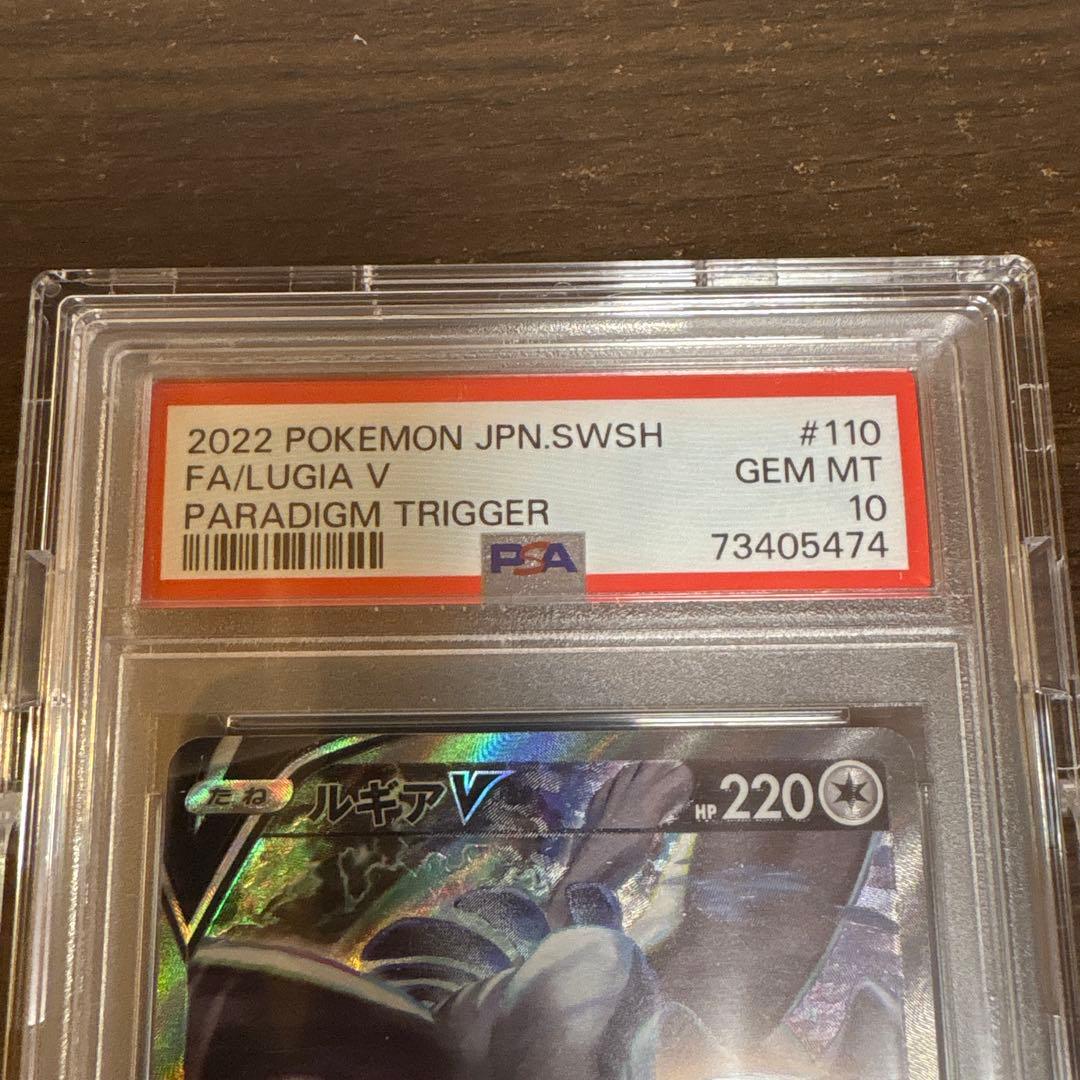 2022 POKEMON JPN.SWSH #110
FA/LUGIA V GEM MT
PARADIGM TRIGGER 10
PSA 73405474
たね ルギアV HP 220